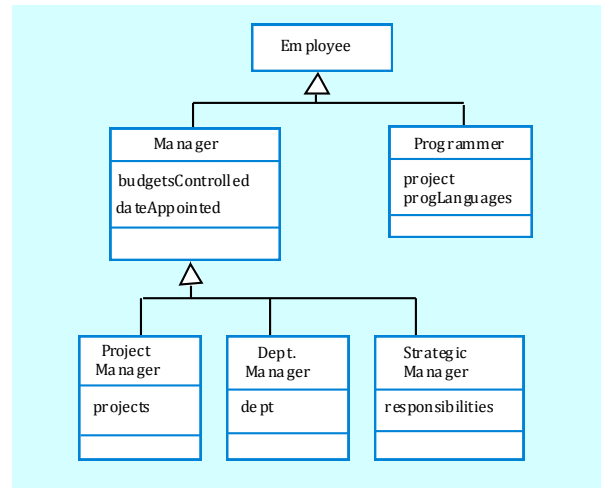 Employee
Manager
budgetsControlled
dateAppointed
Programmer
project
progLanguages
Project
Manager
projects
Dept.
Manager
dept
Strategic
Manager
responsibilities